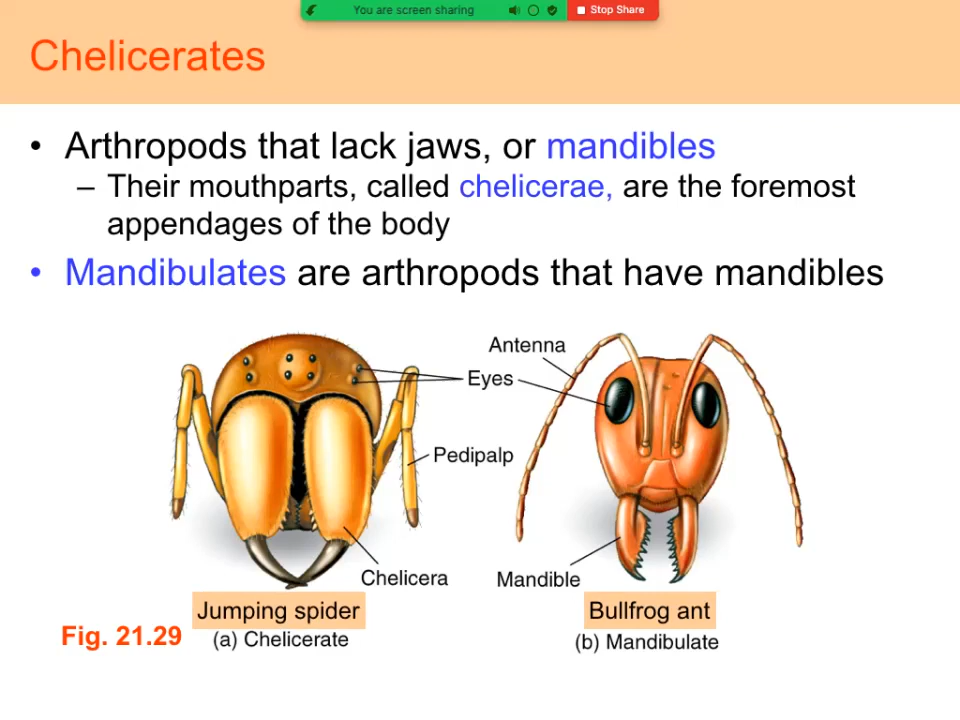 You are screen sharing
Stop Share
Chelicerates
• Arthropods that lack jaws, or mandibles
– Their mouthparts, called chelicerae, are the foremost
appendages of the body
• Mandibulates are arthropods that have mandibles
Antenna
Eyes
Pedipalp
Chelicera
Mandible
Jumping spider
Bullfrog ant
Fig. 21.29
(a) Chelicerate
(b) Mandibulate